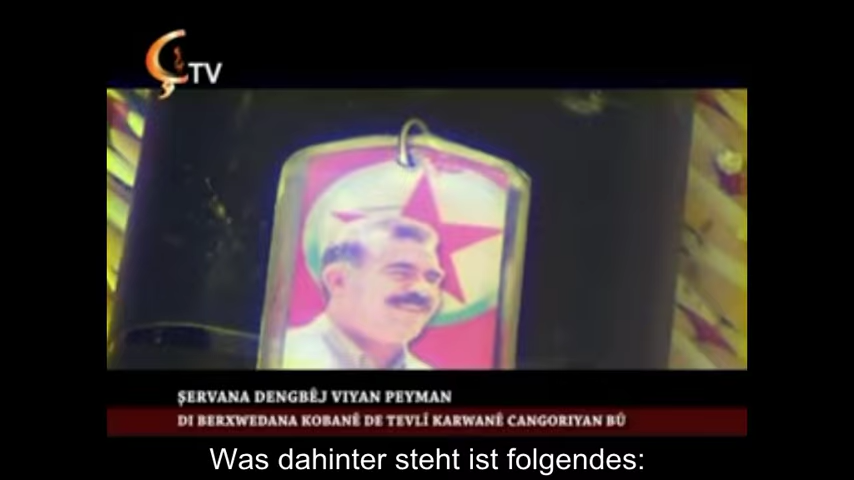 ÇTV
ŞERVANA DENGBÊJ VIYAN PEYMAN
DI BERXWEDANA KOBANÊ DE TEVLÎ KARWANÊ CANGORIYAN BÛ
Was dahinter steht ist folgendes: